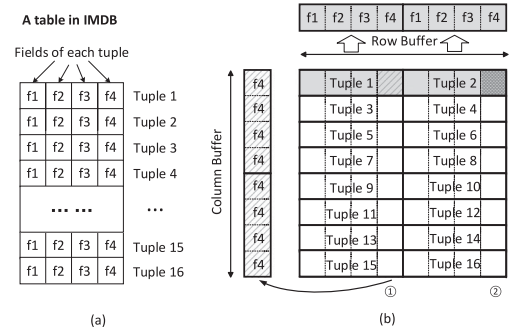 A table in IMDB
Fields of each tuple
f1 f2 f3 f4 Tuple 1
f1 f2 f3 f4 Tuple 2
f1 f2 f3 f4 Tuple 3
f1 f2 f3 f4 Tuple 4
... ... ...
f1 f2 f3 f4 Tuple 15
f1 f2 f3 f4 Tuple 16
(a)
f1 f2 f3 f4 f1 f2 f3 f4
Row Buffer
Column Buffer
f4 Tuple 1 Tuple 2
f4 Tuple 3 Tuple 4
f4 Tuple 5 Tuple 6
f4 Tuple 7 Tuple 8
f4 Tuple 9 Tuple 10
f4 Tuple 11 Tuple 12
f4 Tuple 13 Tuple 14
f4 Tuple 15 Tuple 16
① ②
(b)